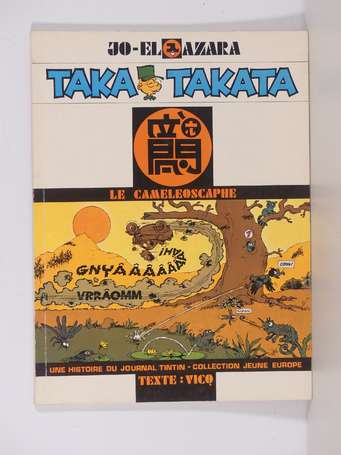 JO-EL AZARA
TAKA TAKATA
LE CAMELEOSCAPHE
GNYÂÂÂÂÂÂ
VRRÂOMM
UNE HISTOIRE DU JOURNAL TINTIN - COLLECTION JEUNE EUROPE
TEXTE : VICQ